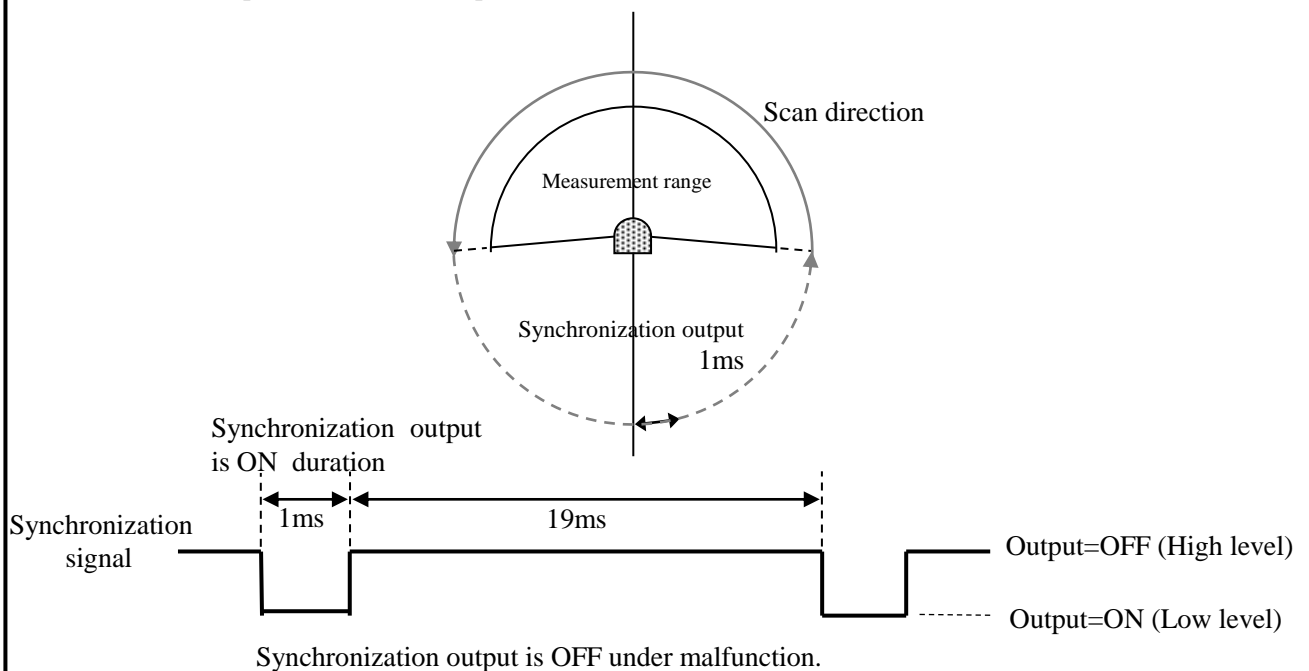 Scan direction
Measurement range
Synchronization output
1ms
Synchronization output
is ON duration
1ms
19ms
Synchronization
signal
Output=OFF (High level)
Output=ON (Low level)
Synchronization output is OFF under malfunction.